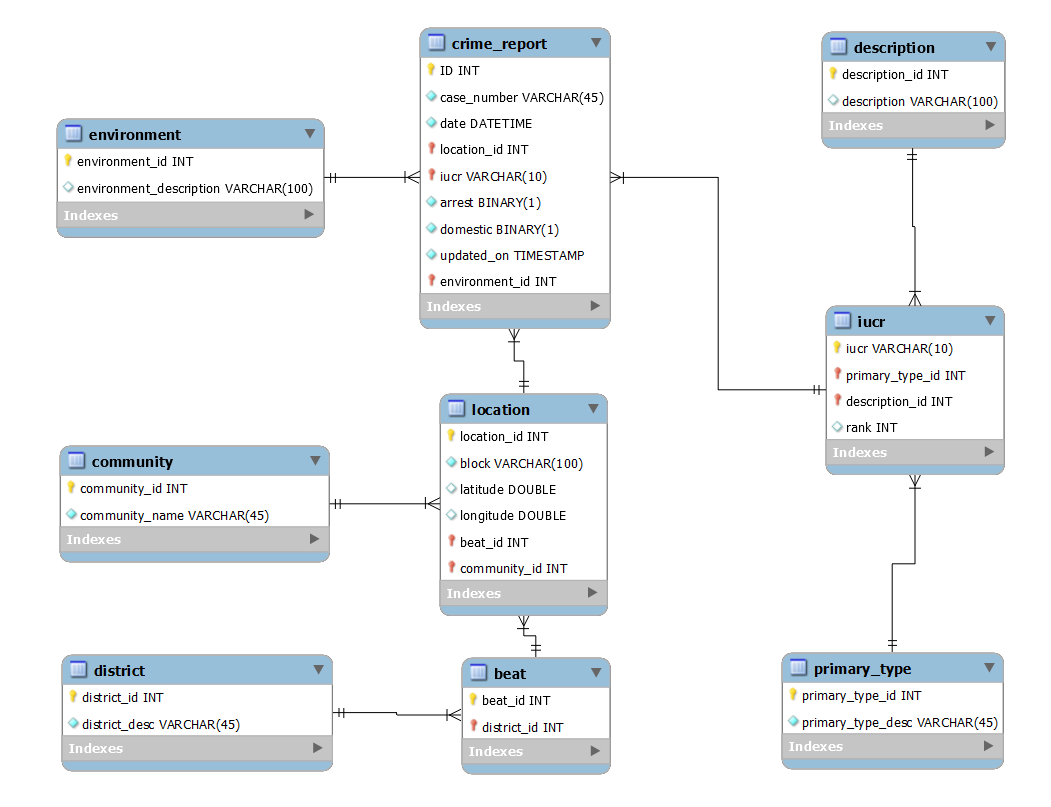 crime_report
ID INT
case_number VARCHAR(45)
date DATETIME
location_id INT
iucr VARCHAR(10)
arrest BINARY(1)
domestic BINARY(1)
updated_on TIMESTAMP
environment_id INT
Indexes
description
description_id INT
description VARCHAR(100)
Indexes
environment
environment_id INT
environment_description VARCHAR(100)
Indexes
iucr
iucr VARCHAR(10)
primary_type_id INT
description_id INT
rank INT
Indexes
location
location_id INT
block VARCHAR(100)
latitude DOUBLE
longitude DOUBLE
beat_id INT
community_id INT
Indexes
community
community_id INT
community_name VARCHAR(45)
Indexes
district
district_id INT
district_desc VARCHAR(45)
Indexes
beat
beat_id INT
district_id INT
Indexes
primary_type
primary_type_id INT
primary_type_desc VARCHAR(45)
Indexes